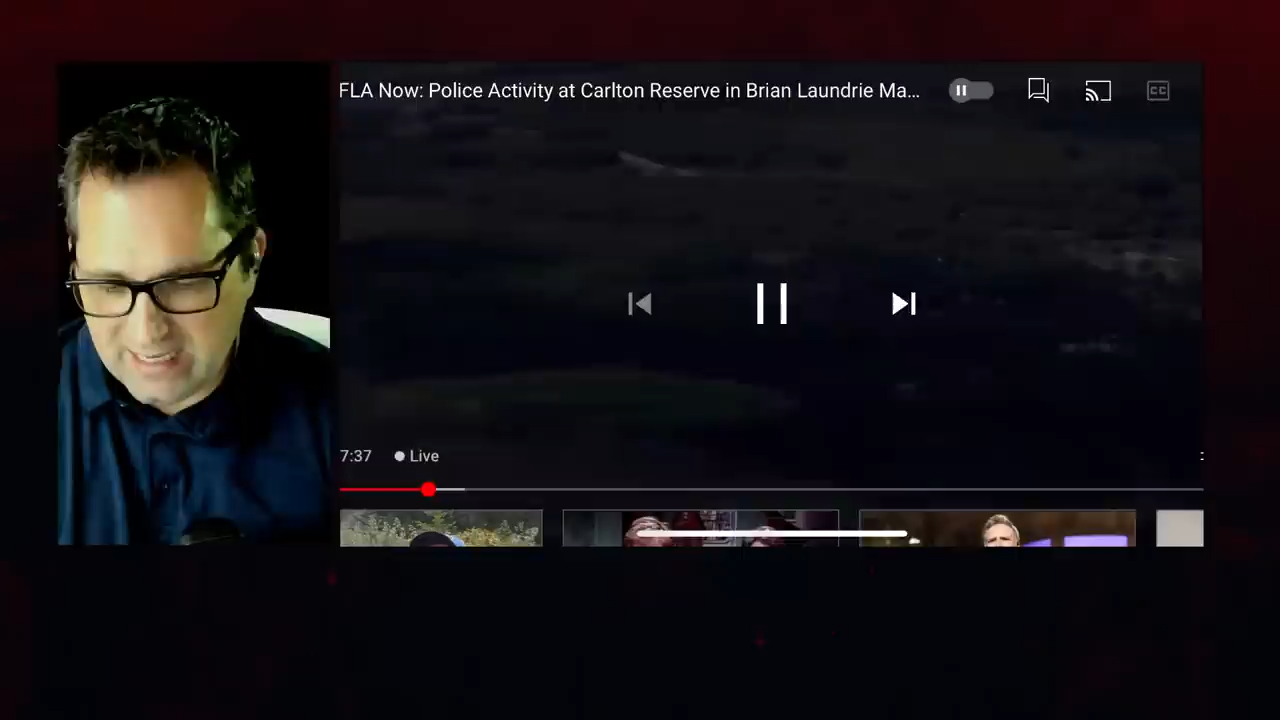 FLA Now: Police Activity at Carlton Reserve in Brian Laundrie Ma...
CC
7:37
Live